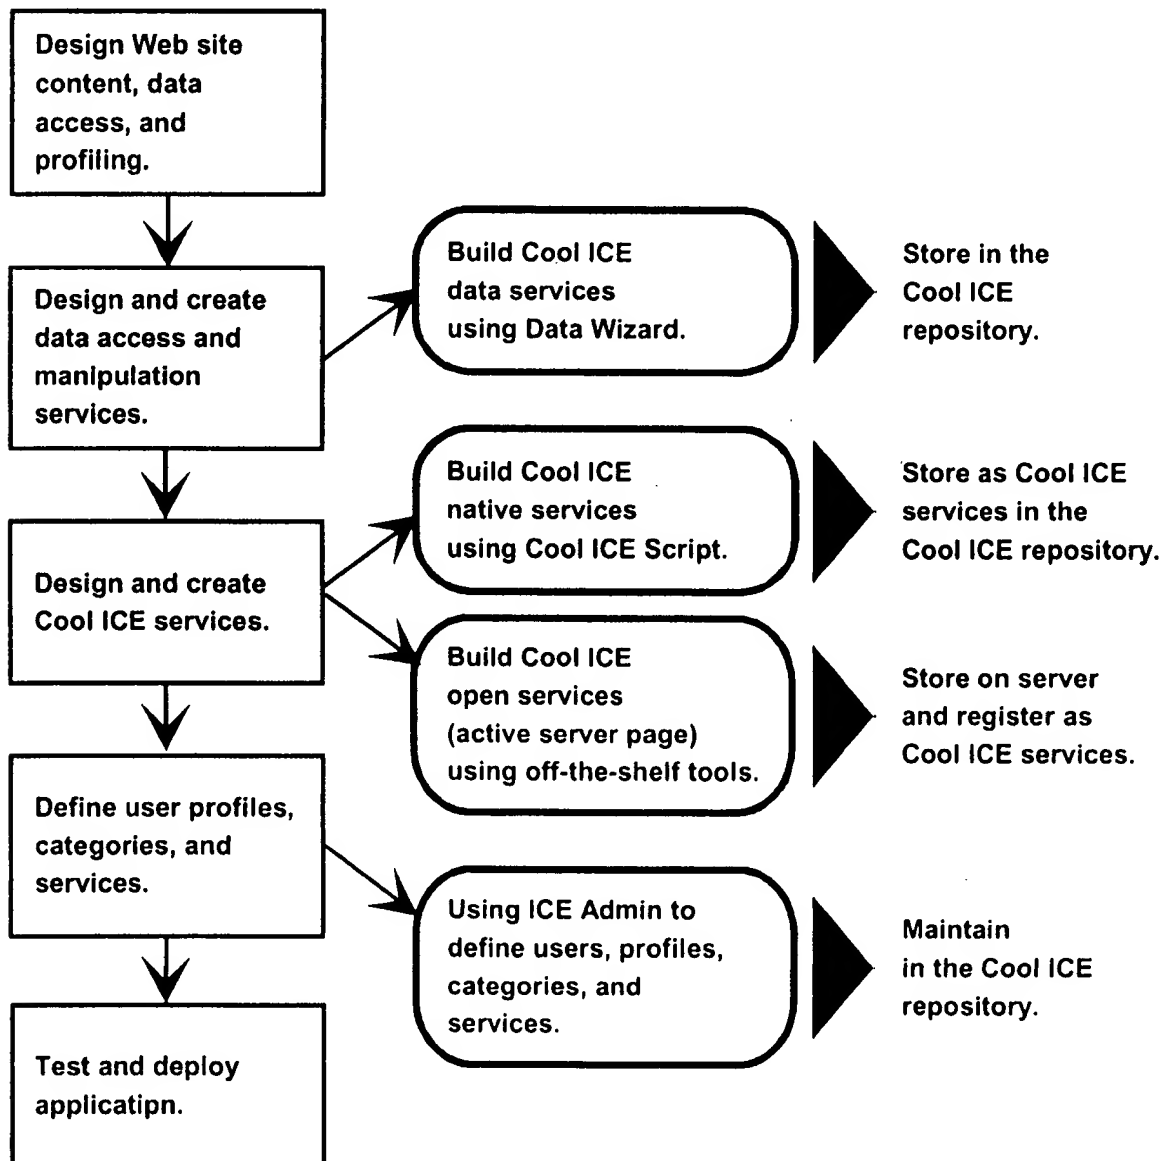 Design Web site
content, data
access, and
profiling.
Design and create
data access and
manipulation
services.
Build Cool ICE
data services
using Data Wizard.
Store in the
Cool ICE
repository.
Design and create
Cool ICE services.
Build Cool ICE
native services
using Cool ICE Script.
Store as Cool ICE
services in the
Cool ICE repository.
Build Cool ICE
open services
(active server page)
using off-the-shelf tools.
Store on server
and register as
Cool ICE services.
Define user profiles,
categories, and
services.
Using ICE Admin to
define users, profiles,
categories, and
services.
Maintain
in the Cool ICE
repository.
Test and deploy
applicatipn.